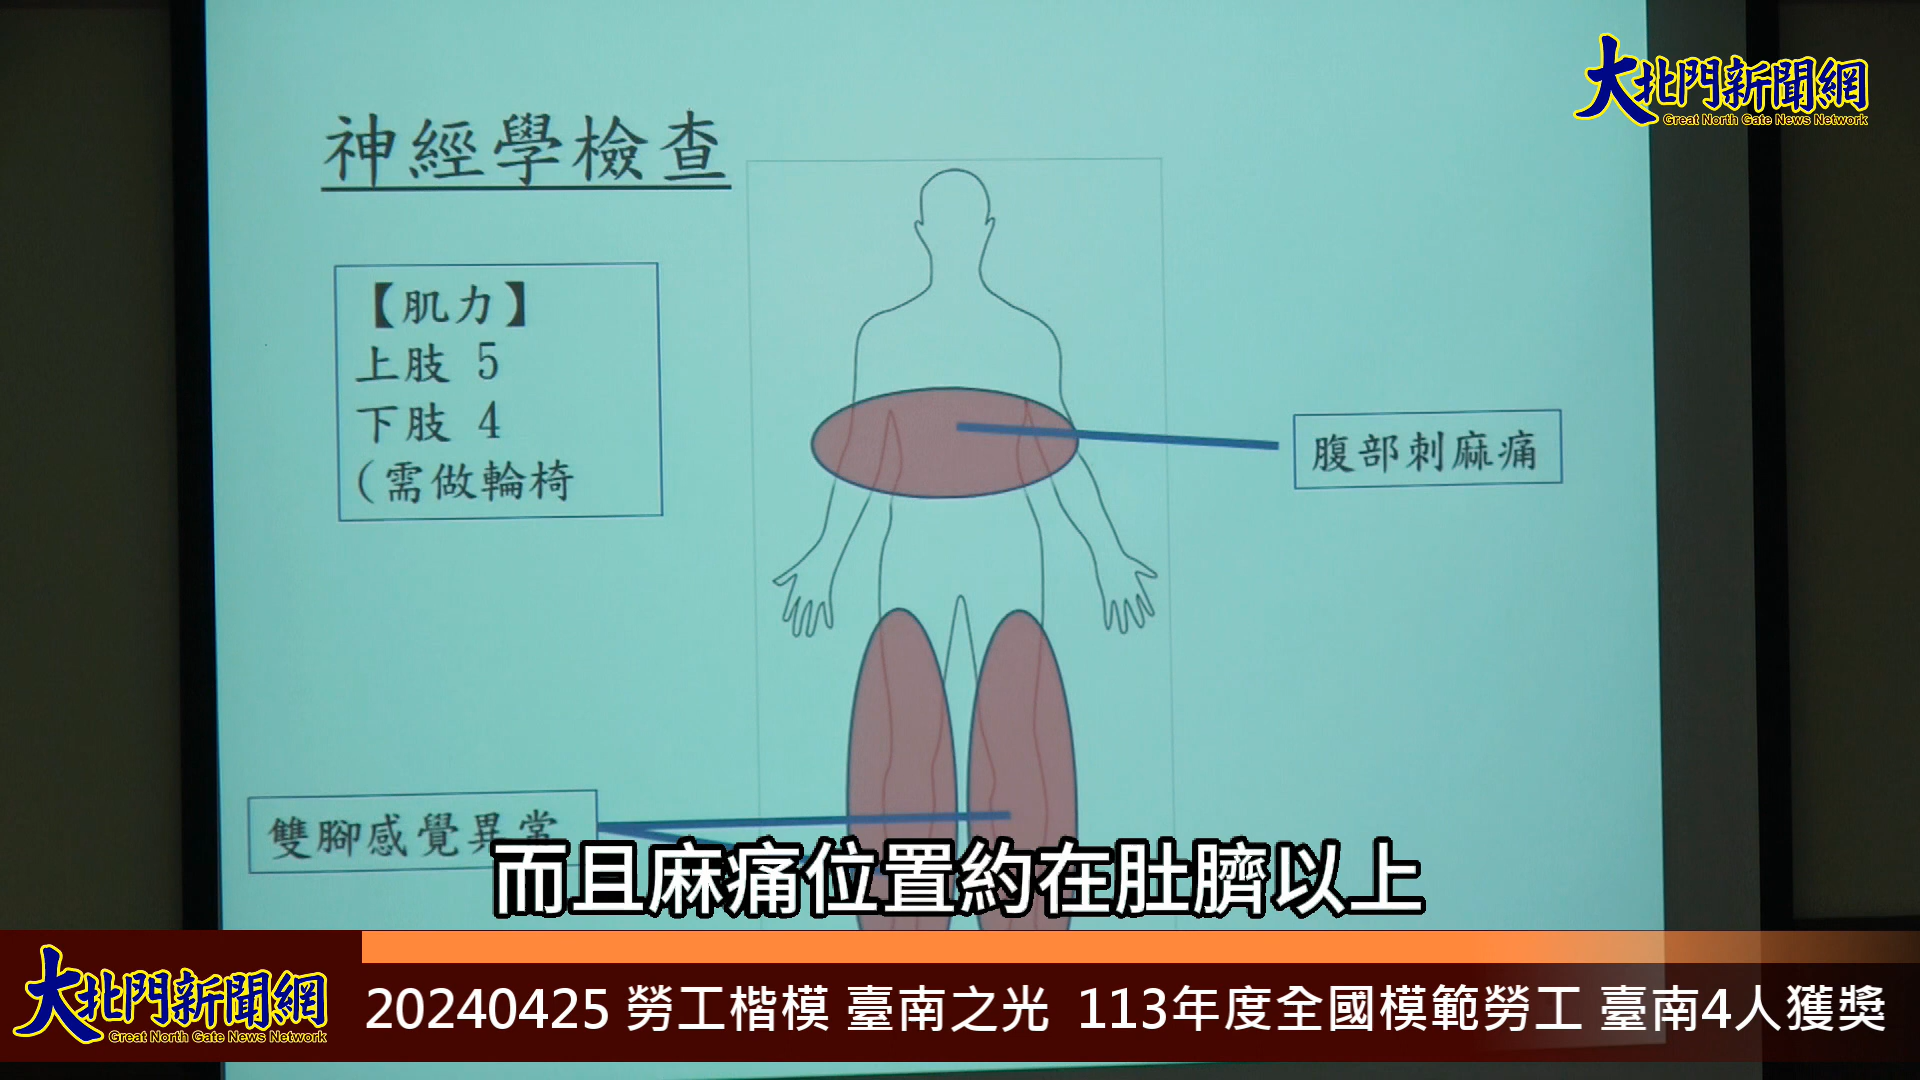 大北門新聞網
Great North Gate News Network
神經學檢查
【肌力】
上肢 5
下肢 4
(需做輪椅
腹部刺麻痛
雙腳感覺異常
而且麻痛位置約在肚臍以上
大北門新聞網
Great North Gate News Network
20240425 勞工楷模 臺南之光 113年度全國模範勞工 臺南4人獲獎